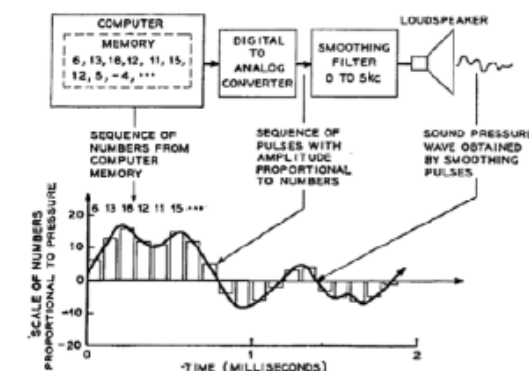 COMPUTER
MEMORY
6, 13, 18, 12, 11, 15,
12, 5, -4, ...
DIGITAL
TO
ANALOG
CONVERTER
SMOOTHING
FILTER
0 TO 5kc
LOUDSPEAKER
SEQUENCE OF
NUMBERS FROM
COMPUTER
MEMORY
SEQUENCE OF
PULSES WITH
AMPLITUDE
PROPORTIONAL
TO NUMBERS
SOUND PRESSURE
WAVE OBTAINED
BY SMOOTHING
PULSES
6 13 18 12 11 15 ....
SCALE OF NUMBERS
PROPORTIONAL TO PRESSURE
20
10
0
-10
-20
0
1
2
TIME (MILLISECONDS)